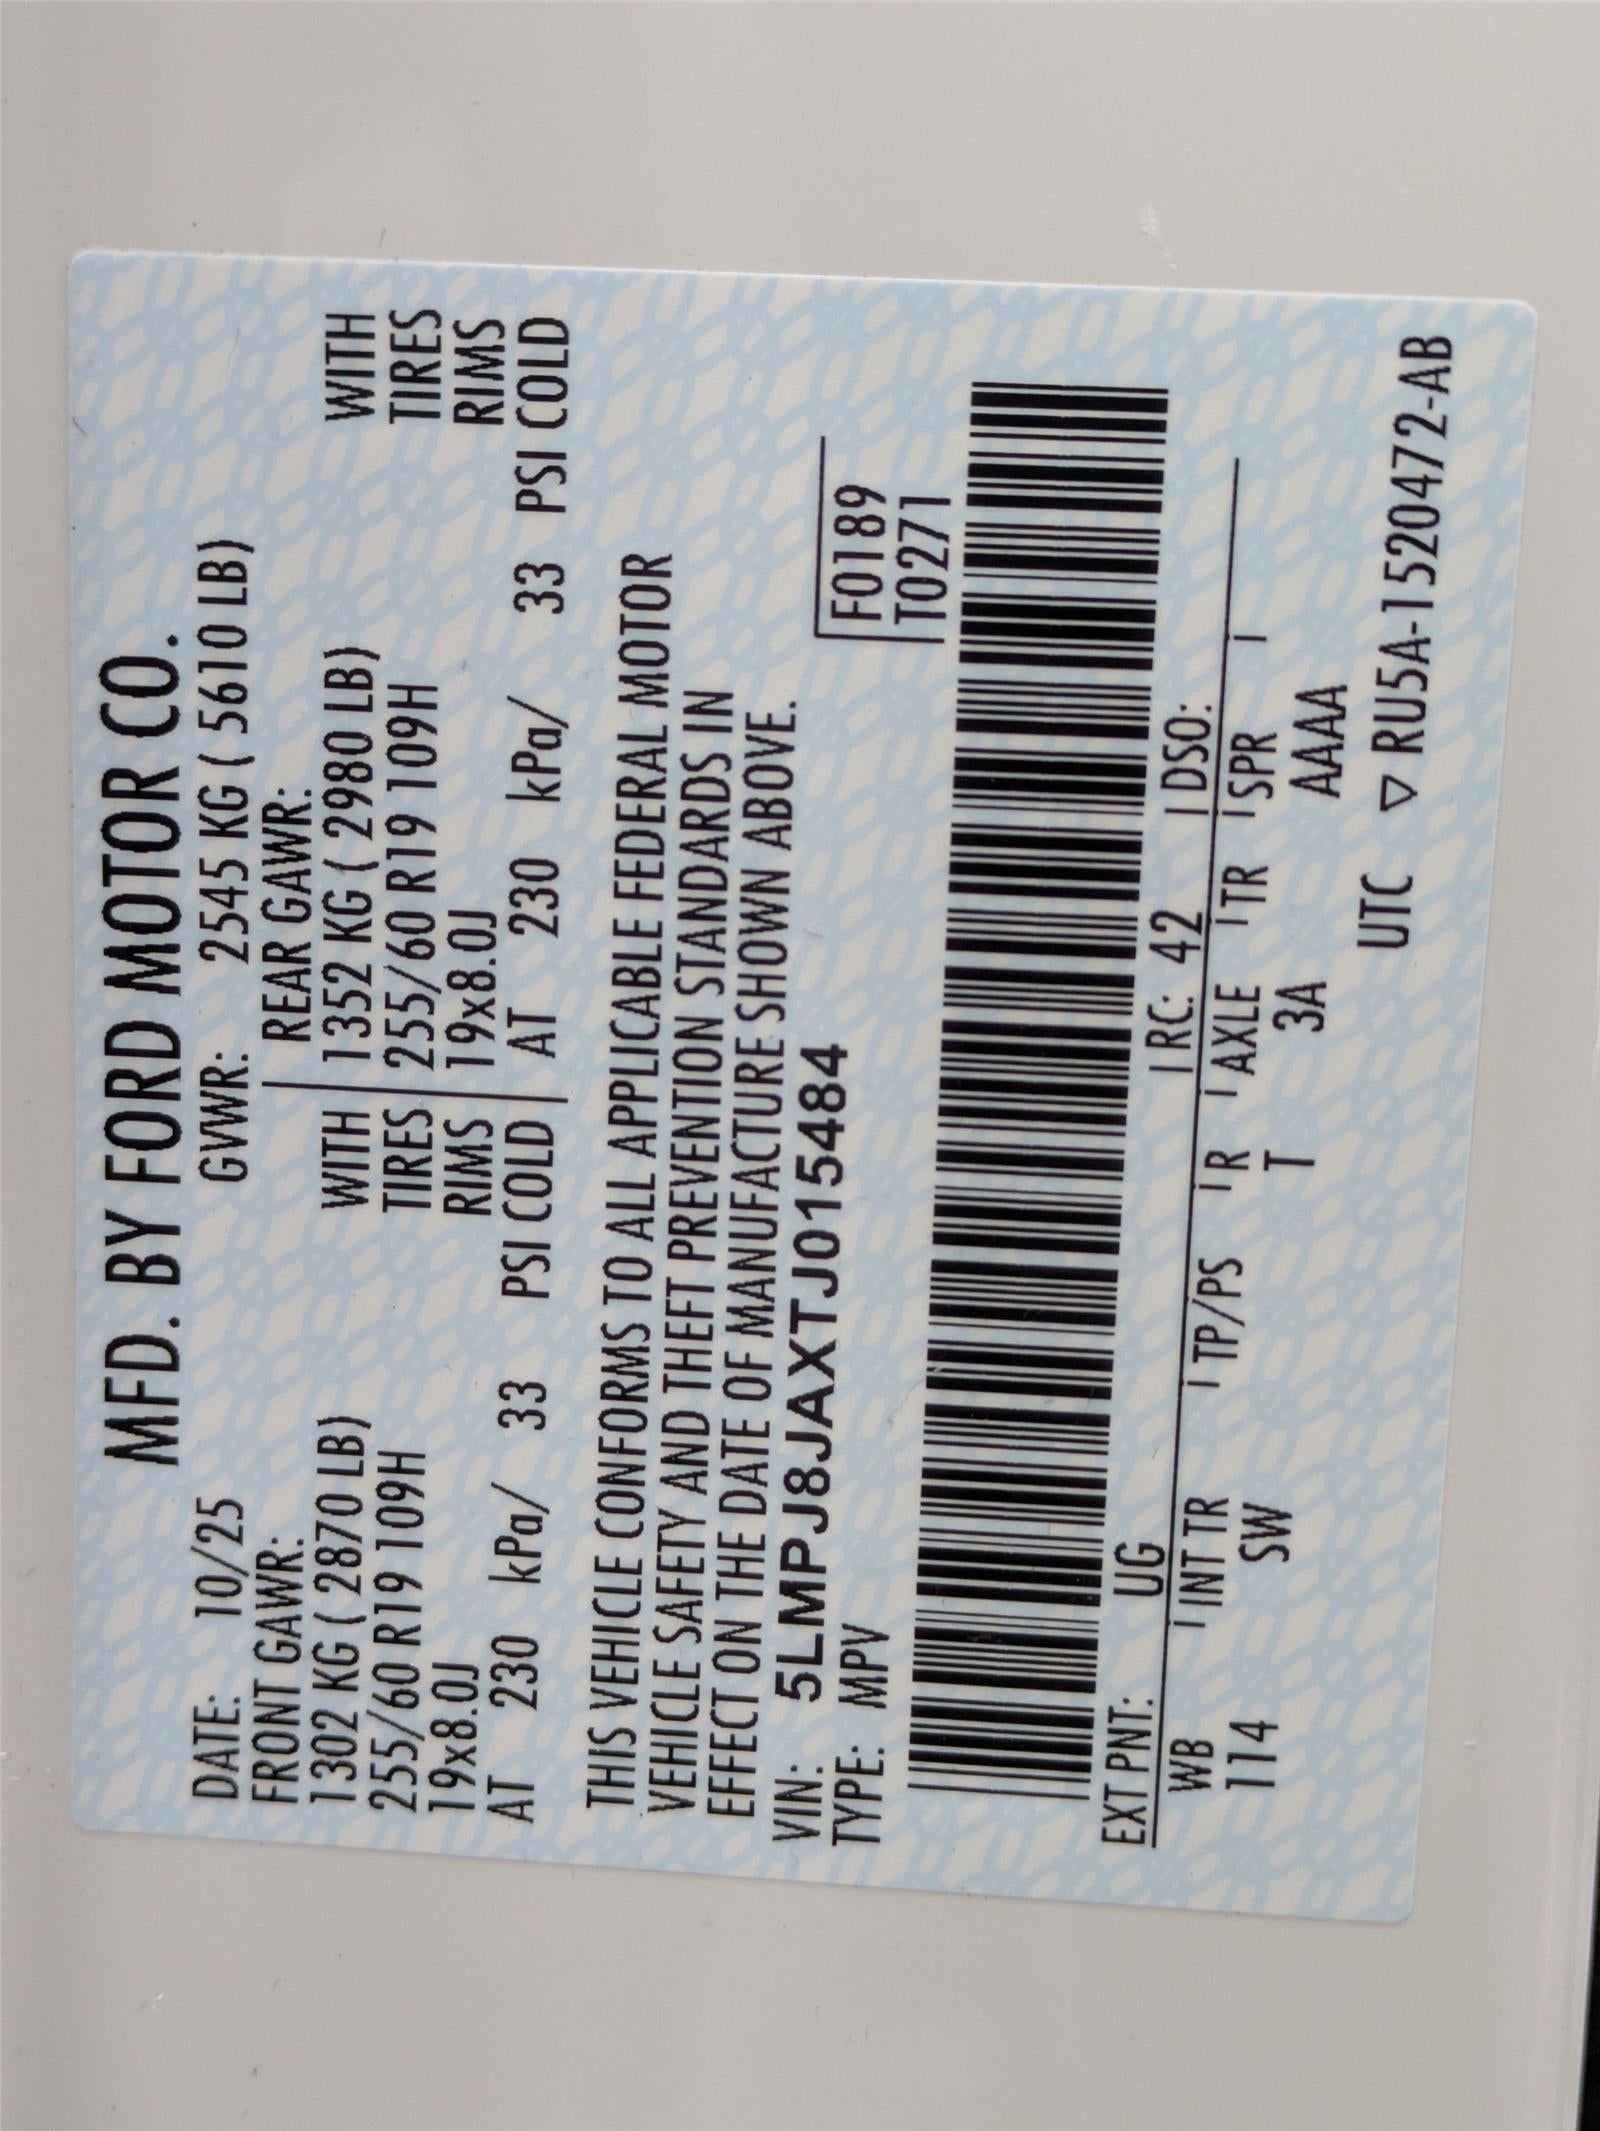 MFD. BY FORD MOTOR CO.
DATE: 10/25 GVWR: 2545 KG ( 5610 LB)
FRONT GAWR: REAR GAWR:
1302 KG ( 2870 LB) WITH 1352 KG ( 2980 LB) WITH
255/60 R19 109H TIRES 255/60 R19 109H TIRES
19x8.0J RIMS 19x8.0J RIMS
AT 230 kPa/ 33 PSI COLD AT 230 kPa/ 33 PSI COLD
THIS VEHICLE CONFORMS TO ALL APPLICABLE FEDERAL MOTOR
VEHICLE SAFETY AND THEFT PREVENTION STANDARDS IN
EFFECT ON THE DATE OF MANUFACTURE SHOWN ABOVE.
VIN: 5LMPJ8JAXTJ015484
TYPE: MPV
F0189
T0271
EXT PNT: UG RC: 42 DSO:
WB INT TR TP/PS R AXLE TR SPR
114 SW T 3A AAAA
UTC ▽ RU5A-1520472-AB